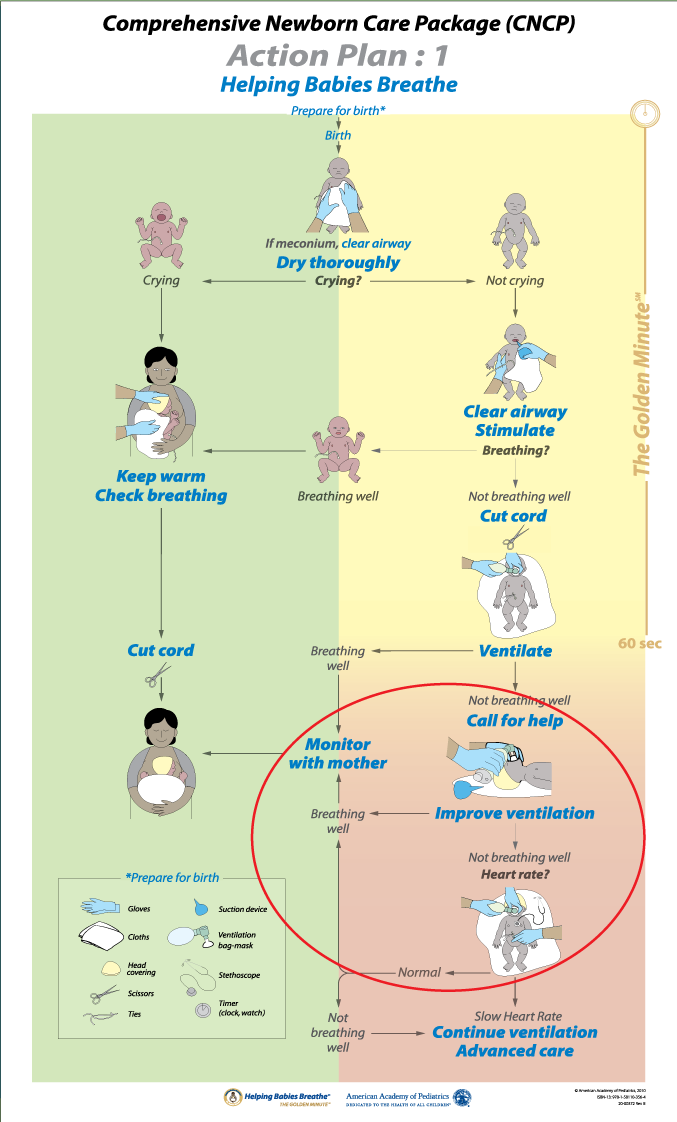 Comprehensive Newborn Care Package (CNCP)
Action Plan : 1
Helping Babies Breathe
Prepare for birth*
Birth
If meconium, clear airway
Dry thoroughly
Crying
Crying?
Not crying
The Golden Minute℠
Clear airway
Stimulate
Breathing?
Keep warm
Check breathing
Breathing well
Not breathing well
Cut cord
Cut cord
Breathing
well
Ventilate
60 sec
Not breathing well
Call for help
Monitor
with mother
Breathing
well
Improve ventilation
Not breathing well
Heart rate?
*Prepare for birth
Gloves
Suction device
Cloths
Ventilation
bag-mask
Head
covering
Stethoscope
Scissors
Ties
Timer
(clock, watch)
Normal
Not
breathing
well
Slow Heart Rate
Continue ventilation
Advanced care
Helping Babies Breathe®
THE GOLDEN MINUTE℠
American Academy of Pediatrics
DEDICATED TO THE HEALTH OF ALL CHILDREN™
© American Academy of Pediatrics, 2010